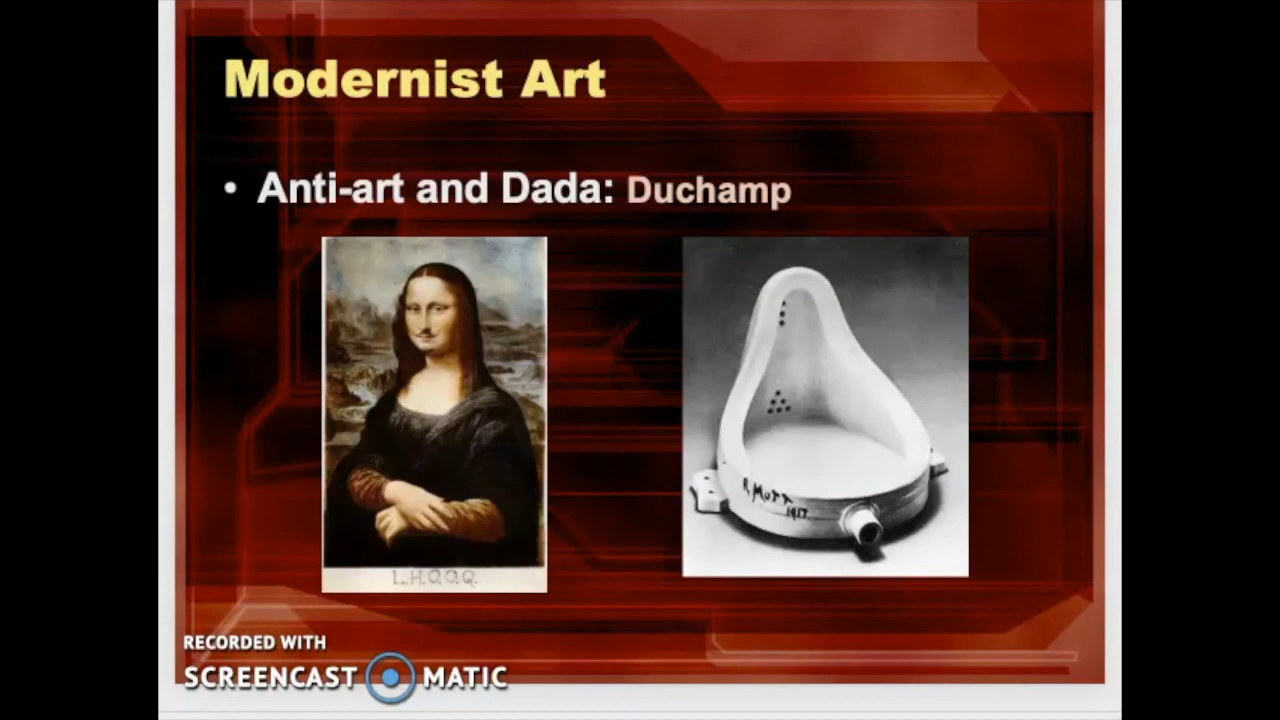 Modernist Art
• Anti-art and Dada: Duchamp
L.H.O.O.Q.
R. MUTT
1917
RECORDED WITH
SCREENCAST MATIC